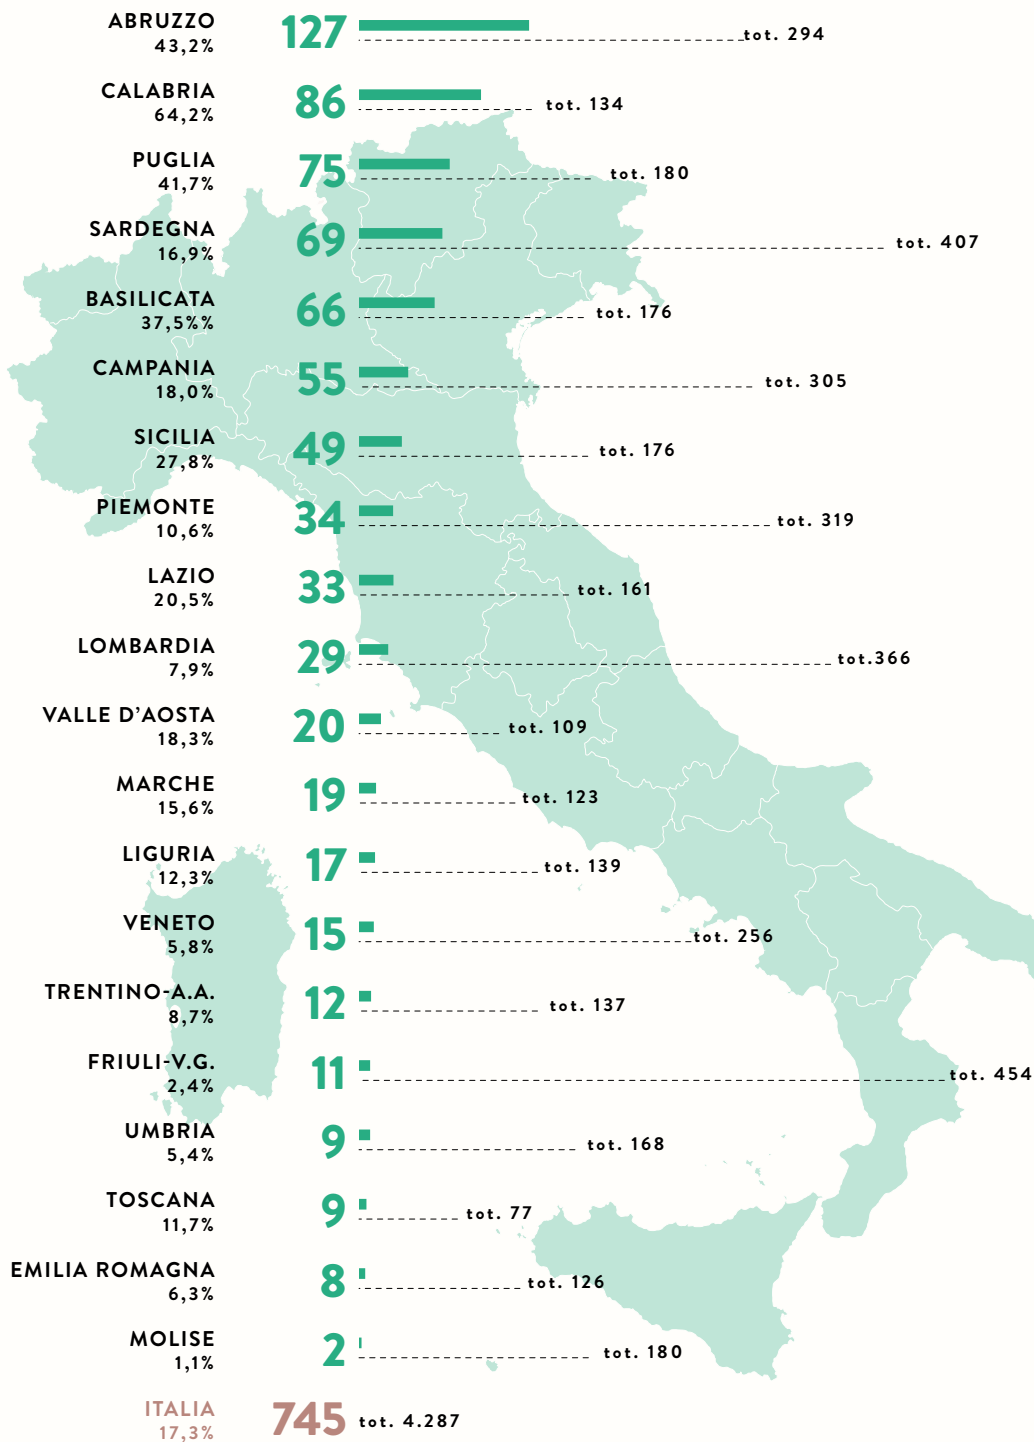 ABRUZZO 127
43,2% tot. 294
CALABRIA 86
64,2% tot. 134
PUGLIA 75
41,7% tot. 180
SARDEGNA 69
16,9% tot. 407
BASILICATA 66
37,5%% tot. 176
CAMPANIA 55
18,0% tot. 305
SICILIA 49
27,8% tot. 176
PIEMONTE 34
10,6% tot. 319
LAZIO 33
20,5% tot. 161
LOMBARDIA 29
7,9% tot.366
VALLE D'AOSTA 20
18,3% tot. 109
MARCHE 19
15,6% tot. 123
LIGURIA 17
12,3% tot. 139
VENETO 15
5,8% tot. 256
TRENTINO-A.A. 12
8,7% tot. 137
FRIULI-V.G. 11
2,4% tot. 454
UMBRIA 9
5,4% tot. 168
TOSCANA 9
11,7% tot. 77
EMILIA ROMAGNA 8
6,3% tot. 126
MOLISE 2
1,1% tot. 180
ITALIA 745 tot. 4.287
17,3%